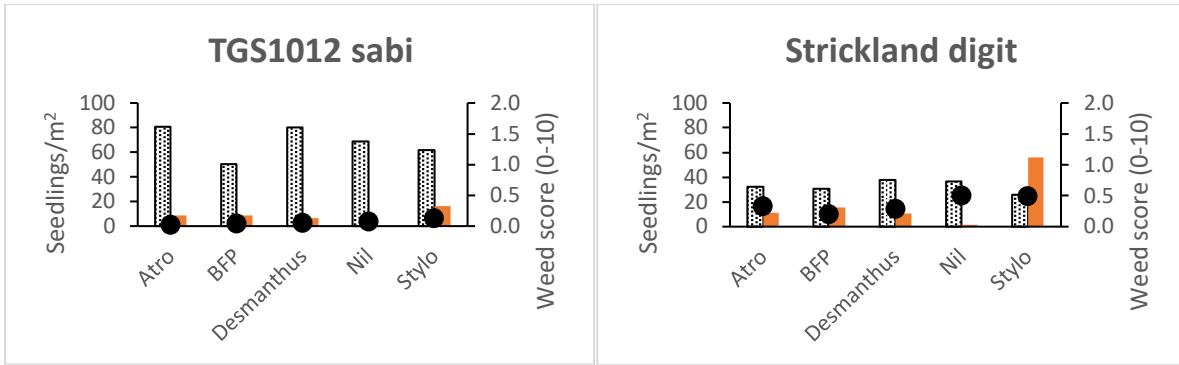 TGS1012 sabi
Seedlings/m²
100
80
60
40
20
0
2.0
1.5
1.0
0.5
0.0
Weed score (0-10)
Atro
BFP
Desmanthus
Nil
Stylo
Strickland digit
Seedlings/m²
100
80
60
40
20
0
2.0
1.5
1.0
0.5
0.0
Weed score (0-10)
Atro
BFP
Desmanthus
Nil
Stylo